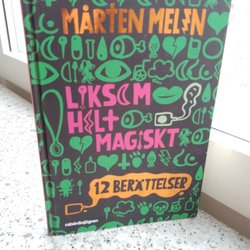 MÅRTEN MELIN
LIKSOM
HELT
MAGISKT
12 BERÄTTELSER
rabén&sjögren